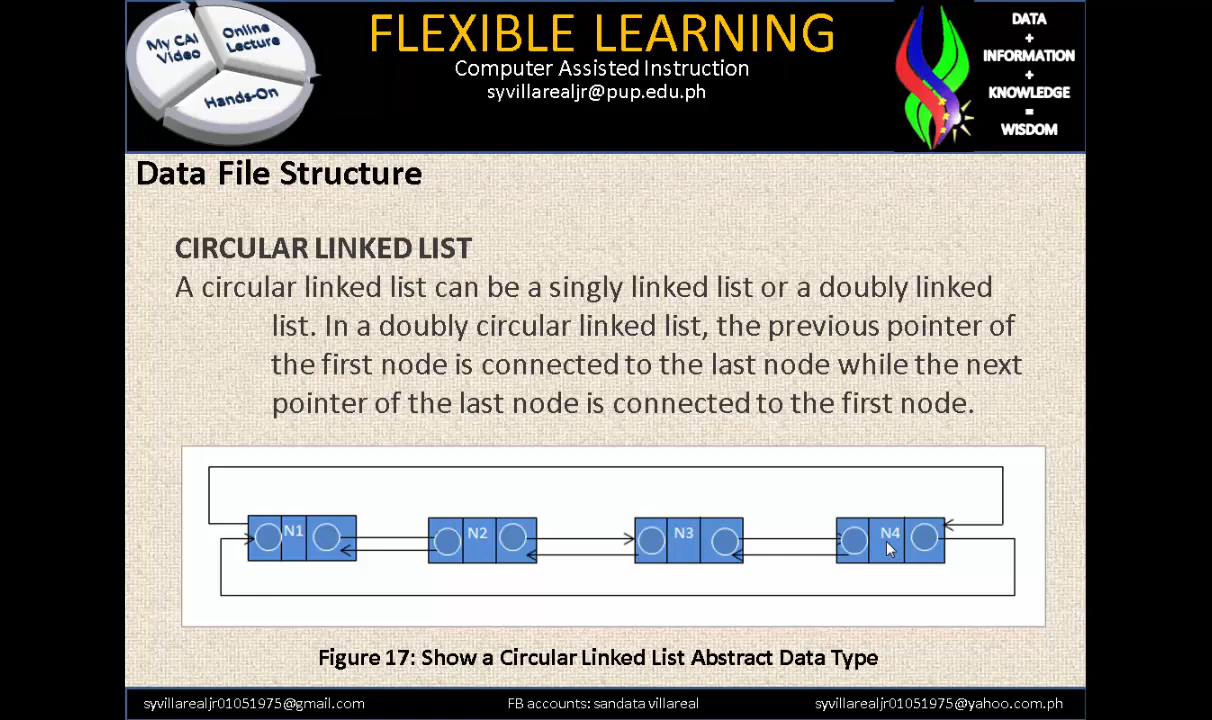 My CAI
Video
Online
Lecture
Hands-On
FLEXIBLE LEARNING
Computer Assisted Instruction
syvillarealjr@pup.edu.ph
DATA
+
INFORMATION
+
KNOWLEDGE
=
WISDOM
Data File Structure
CIRCULAR LINKED LIST
A circular linked list can be a singly linked list or a doubly linked
list. In a doubly circular linked list, the previous pointer of
the first node is connected to the last node while the next
pointer of the last node is connected to the first node.
N1
N2
N3
N4
Figure 17: Show a Circular Linked List Abstract Data Type
syvillarealjr01051975@gmail.com
FB accounts: sandata villareal
syvillarealjr01051975@yahoo.com.ph